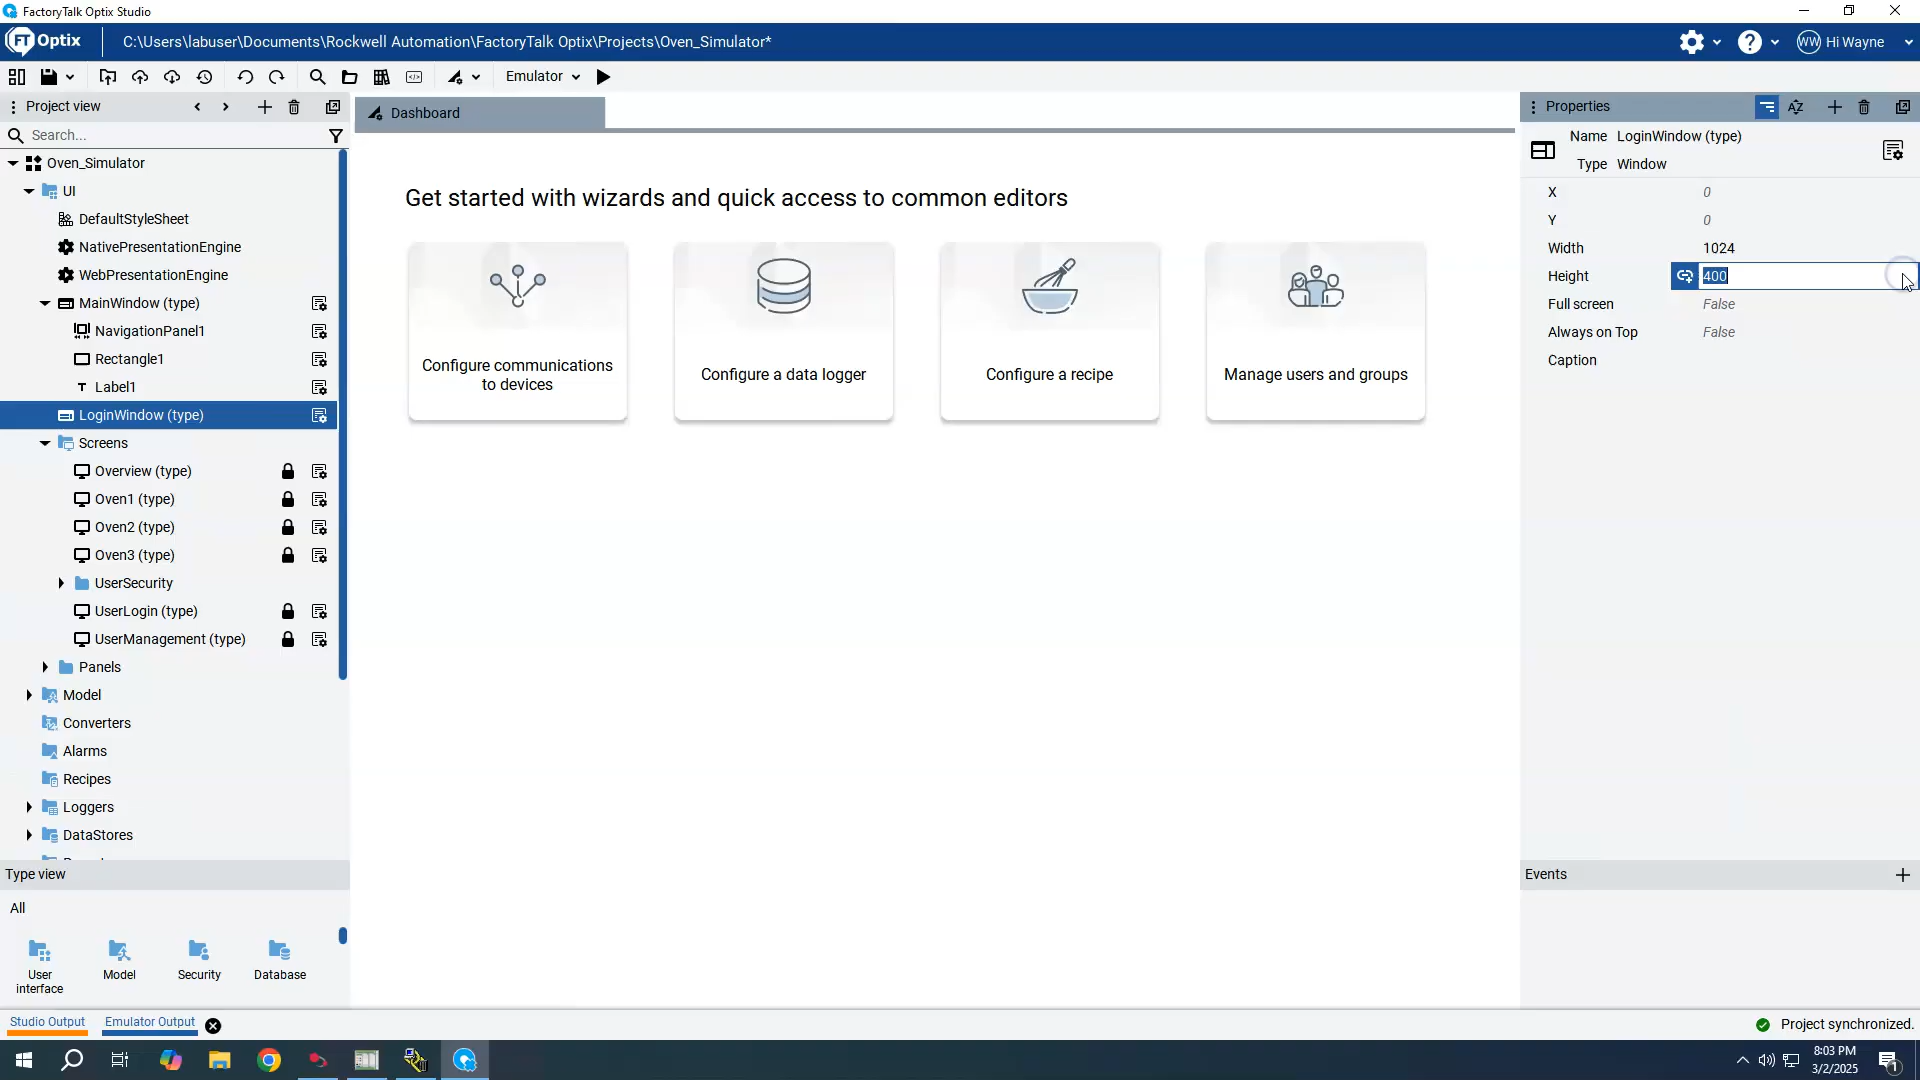 FactoryTalk Optix Studio
FT Optix
C:\Users\labuser\Documents\Rockwell Automation\FactoryTalk Optix\Projects\Oven_Simulator*
WW Hi Wayne
Emulator
Project view
Search...
Oven_Simulator
UI
DefaultStyleSheet
NativePresentationEngine
WebPresentationEngine
MainWindow (type)
NavigationPanel1
Rectangle1
Label1
LoginWindow (type)
Screens
Overview (type)
Oven1 (type)
Oven2 (type)
Oven3 (type)
UserSecurity
UserLogin (type)
UserManagement (type)
Panels
Model
Converters
Alarms
Recipes
Loggers
DataStores
Type view
All
User interface
Model
Security
Database
Dashboard
Get started with wizards and quick access to common editors
Configure communications
to devices
Configure a data logger
Configure a recipe
Manage users and groups
Properties
Name LoginWindow (type)
Type Window
X 0
Y 0
Width 1024
Height 400
Full screen False
Always on Top False
Caption
Events
Studio Output
Emulator Output
Project synchronized.
8:03 PM
3/2/2025
1